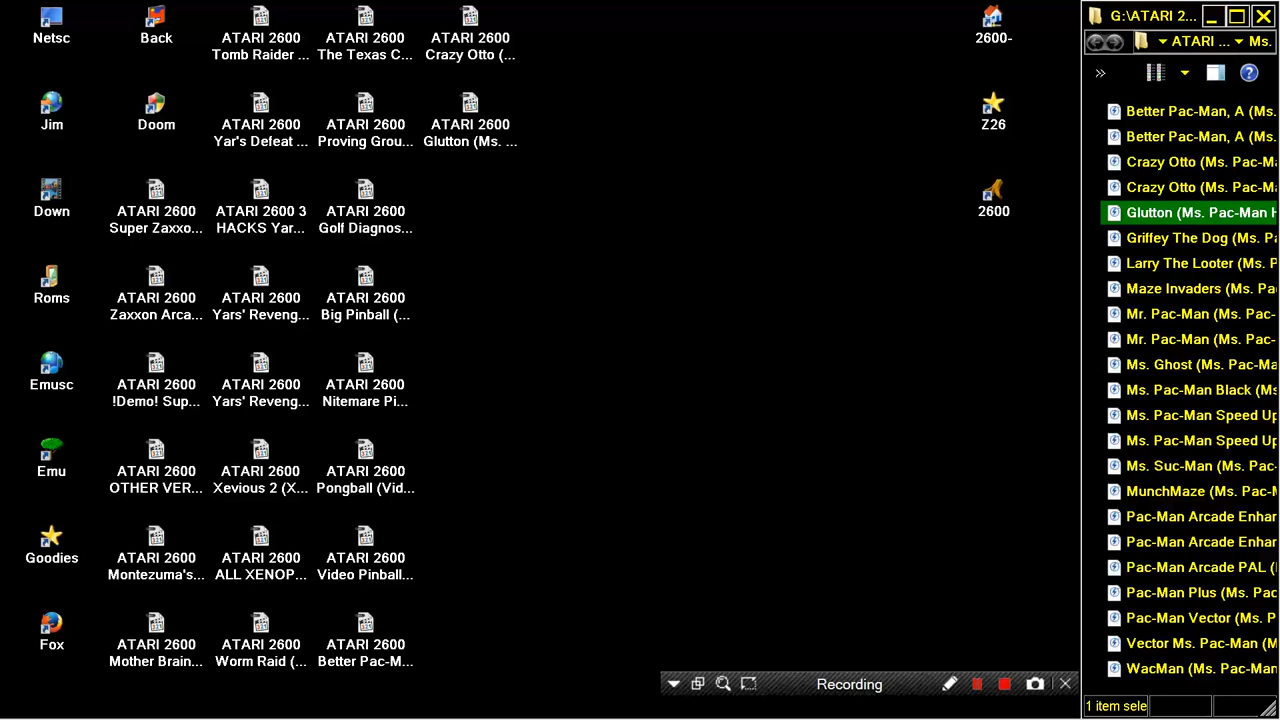 Netsc
Back
ATARI 2600
Tomb Raider ...
ATARI 2600
The Texas C...
ATARI 2600
Crazy Otto (...
2600-
Jim
Doom
ATARI 2600
Yar's Defeat ...
ATARI 2600
Proving Grou...
ATARI 2600
Glutton (Ms. ...
Z26
Down
ATARI 2600
Super Zaxxo...
ATARI 2600 3
HACKS Yar...
ATARI 2600
Golf Diagnos...
2600
Roms
ATARI 2600
Zaxxon Arca...
ATARI 2600
Yars' Reveng...
ATARI 2600
Big Pinball (...
Emusc
ATARI 2600
!Demo! Sup...
ATARI 2600
Yars' Reveng...
ATARI 2600
Nitemare Pi...
Emu
ATARI 2600
OTHER VER...
ATARI 2600
Xevious 2 (X...
ATARI 2600
Pongball (Vid...
Goodies
ATARI 2600
Montezuma's...
ATARI 2600
ALL XENOP...
ATARI 2600
Video Pinball...
Fox
ATARI 2600
Mother Brain...
ATARI 2600
Worm Raid (...
ATARI 2600
Better Pac-M...
Recording
G:\ATARI 2...
ATARI ... Ms.
»
Better Pac-Man, A (Ms.
Better Pac-Man, A (Ms.
Crazy Otto (Ms. Pac-Ma
Crazy Otto (Ms. Pac-Ma
Glutton (Ms. Pac-Man H
Griffey The Dog (Ms. Pa
Larry The Looter (Ms. P
Maze Invaders (Ms. Pac
Mr. Pac-Man (Ms. Pac-
Mr. Pac-Man (Ms. Pac-
Ms. Ghost (Ms. Pac-Ma
Ms. Pac-Man Black (Ms
Ms. Pac-Man Speed Up
Ms. Pac-Man Speed Up
Ms. Suc-Man (Ms. Pac-
MunchMaze (Ms. Pac-M
Pac-Man Arcade Enhar
Pac-Man Arcade Enhar
Pac-Man Arcade PAL (
Pac-Man Plus (Ms. Pac
Pac-Man Vector (Ms. P
Vector Ms. Pac-Man (M
WacMan (Ms. Pac-Man
1 item sele